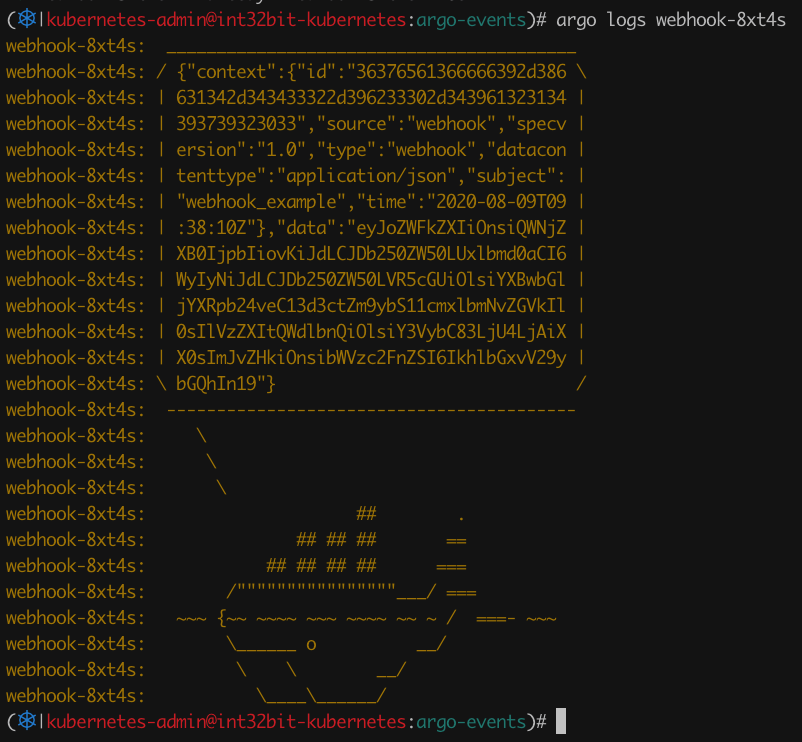 (⎈|kubernetes-admin@int32bit-kubernetes:argo-events)# argo logs webhook-8xt4s
webhook-8xt4s:  _________________________________________
webhook-8xt4s: / {"context":{"id":"36376561366666392d386 \
webhook-8xt4s: | 631342d343433322d396233302d343961323134 |
webhook-8xt4s: | 393739323033","source":"webhook","specv |
webhook-8xt4s: | ersion":"1.0","type":"webhook","datacon |
webhook-8xt4s: | tenttype":"application/json","subject": |
webhook-8xt4s: | "webhook_example","time":"2020-08-09T09 |
webhook-8xt4s: | :38:10Z"},"data":"eyJoZWFkZXIiOnsiQWNjZ |
webhook-8xt4s: | XB0IjpbIiovKiJdLCJDb250ZW50LUxlbmd0aCI6 |
webhook-8xt4s: | WyIyNiJdLCJDb250ZW50LVR5cGUiOlsiYXBwbGl |
webhook-8xt4s: | jYXRpb24veC13d3ctZm9ybS11cmxlbmNvZGVkIl |
webhook-8xt4s: | 0sIlVzZXItQWdlbnQiOlsiY3VybC83LjU4LjAiX |
webhook-8xt4s: | X0sImJvZHkiOnsibWVzc2FnZSI6IkhlbGxvV29y |
webhook-8xt4s: \ bGQhIn19"}                              /
webhook-8xt4s:  -----------------------------------------
webhook-8xt4s:     \
webhook-8xt4s:      \
webhook-8xt4s:       \
webhook-8xt4s:                     ##        .
webhook-8xt4s:               ## ## ##       ==
webhook-8xt4s:            ## ## ## ##      ===
webhook-8xt4s:        /""""""""""""""""___/ ===
webhook-8xt4s:   ~~~ {~~ ~~~~ ~~~ ~~~~ ~~ ~ /  ===- ~~~
webhook-8xt4s:        \______ o          __/
webhook-8xt4s:         \    \        __/
webhook-8xt4s:           \____\______/
(⎈|kubernetes-admin@int32bit-kubernetes:argo-events)#